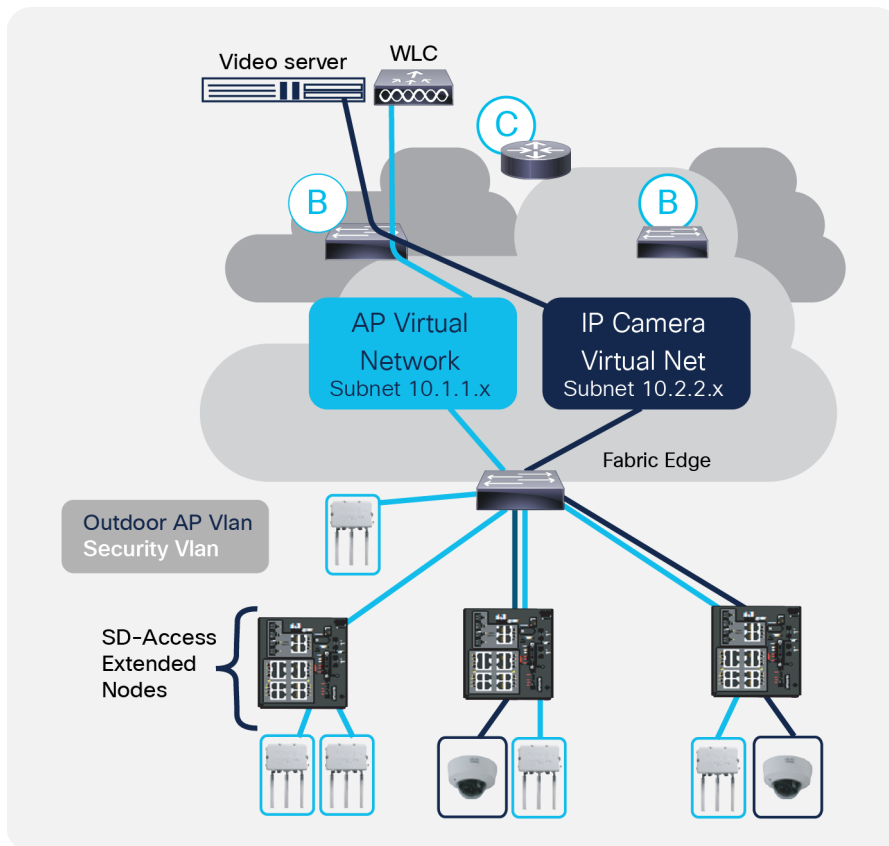 Video server
WLC
C
B
B
AP Virtual
Network
Subnet 10.1.1.x
IP Camera
Virtual Net
Subnet 10.2.2.x
Fabric Edge
Outdoor AP Vlan
Security Vlan
SD-Access
Extended
Nodes